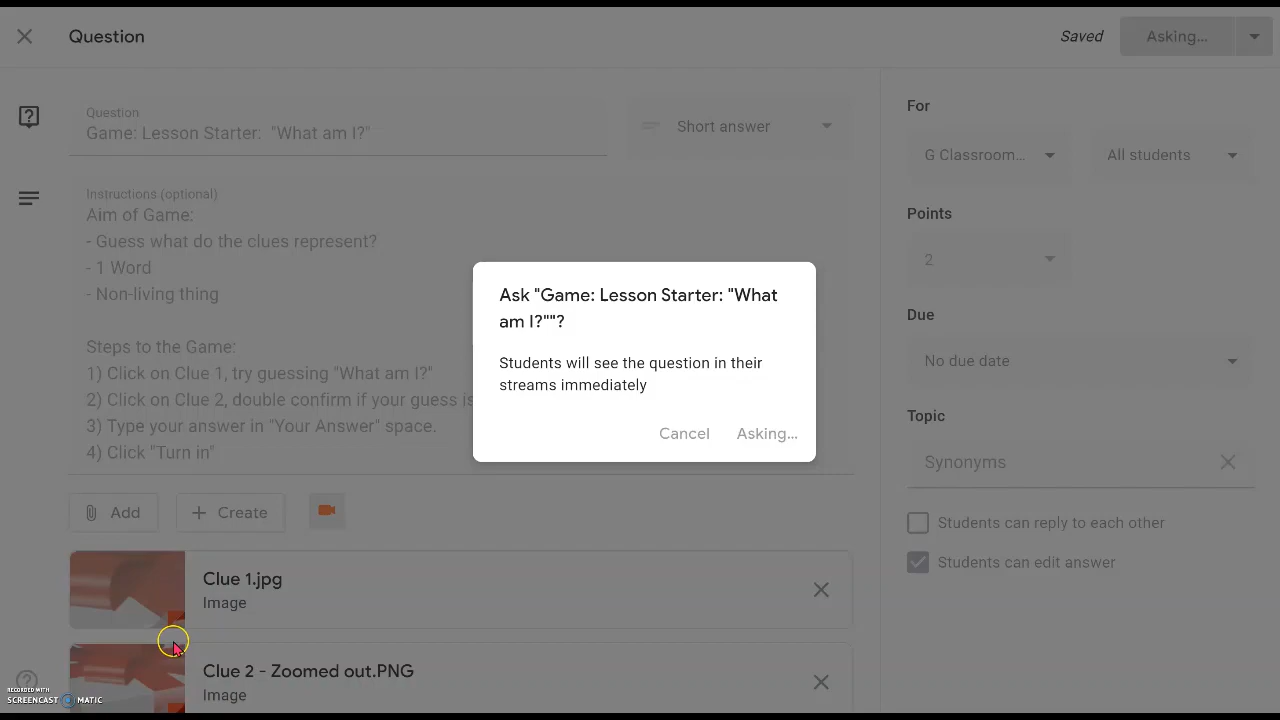 Question
Saved
Asking...
Question
Game: Lesson Starter:  "What am I?"
Short answer
Instructions (optional)
Aim of Game:
- Guess what do the clues represent?
- 1 Word
- Non-living thing
Steps to the Game:
1) Click on Clue 1, try guessing "What am I?"
2) Click on Clue 2, double confirm if your guess is
3) Type your answer in "Your Answer" space.
4) Click "Turn in"
Add
Create
Clue 1.jpg
Image
Clue 2 - Zoomed out.PNG
Image
Ask "Game: Lesson Starter: "What
am I?""?
Students will see the question in their
streams immediately
Cancel
Asking...
For
G Classroom...
All students
Points
2
Due
No due date
Topic
Synonyms
Students can reply to each other
Students can edit answer
RECORDED WITH
SCREENCAST MATIC